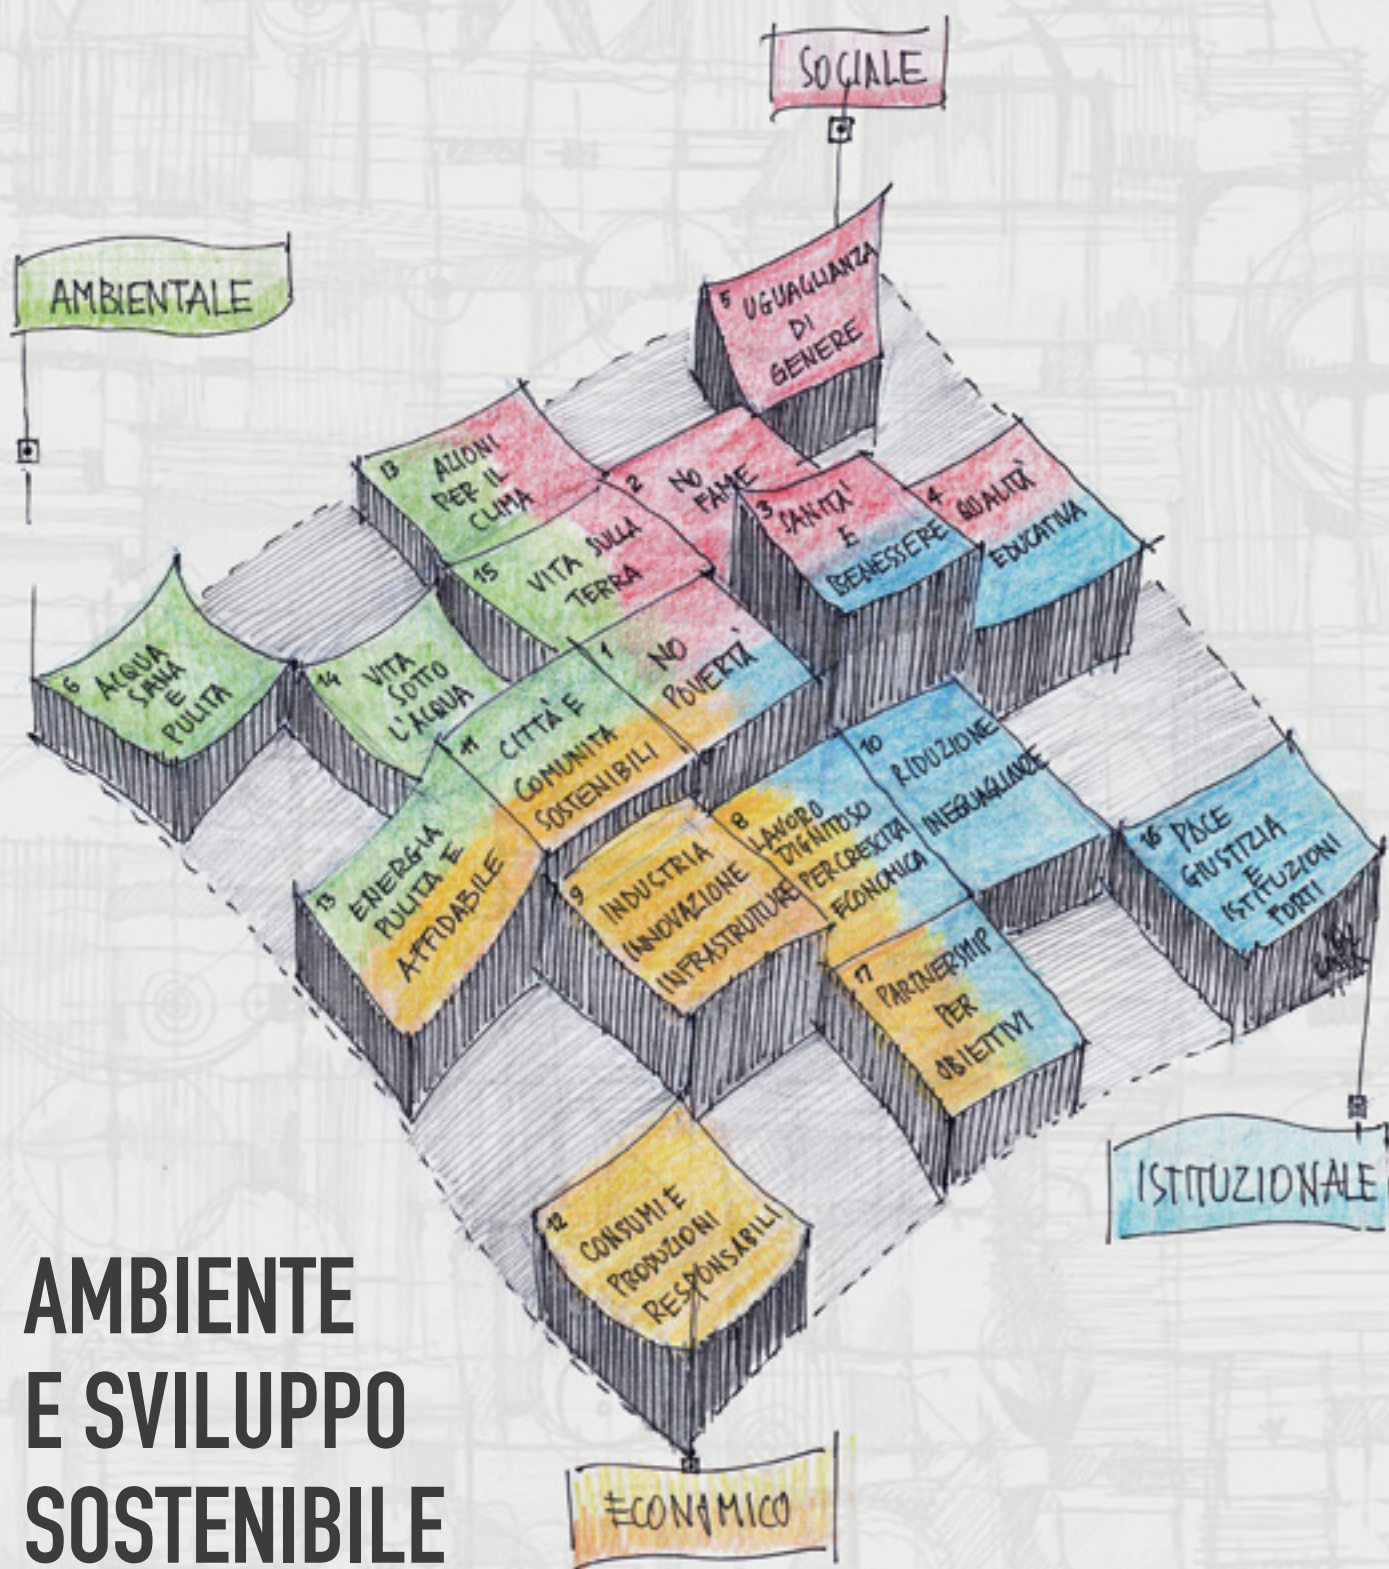 SOCIALE
AMBIENTALE
5 UGUAGLIANZA
DI
GENERE
13 AZIONI
PER IL
CLIMA
2 NO
FAME
3 SANITA'
E
BENESSERE
4 QUALITÀ
EDUCATIVA
15 VITA SULLA
TERRA
6 ACQUA
SANA
E
PULITA
14 VITA
SOTTO
L'ACQUA
1 NO
POVERTÀ
11 CITTÀ E
COMUNITA
SOSTENIBILI
13 ENERGIA
PULITA E
AFFIDABILE
9 INDUSTRIA
INNOVAZIONE
INFRASTRUTTURE
8 LAVORO
DIGNITOSO
PER CRESCITA
ECONOMICA
10 RIDUZIONE
INEGUAGLIANZE
16 PACE
GIUSTIZIA
E
ISTITUZIONI
FORTI
17 PARTNERSHIP
PER
OBIETTIVI
12 CONSUMI E
PRODUZIONI
RESPONSABILI
ISTITUZIONALE
ECONOMICO
AMBIENTE
E SVILUPPO
SOSTENIBILE